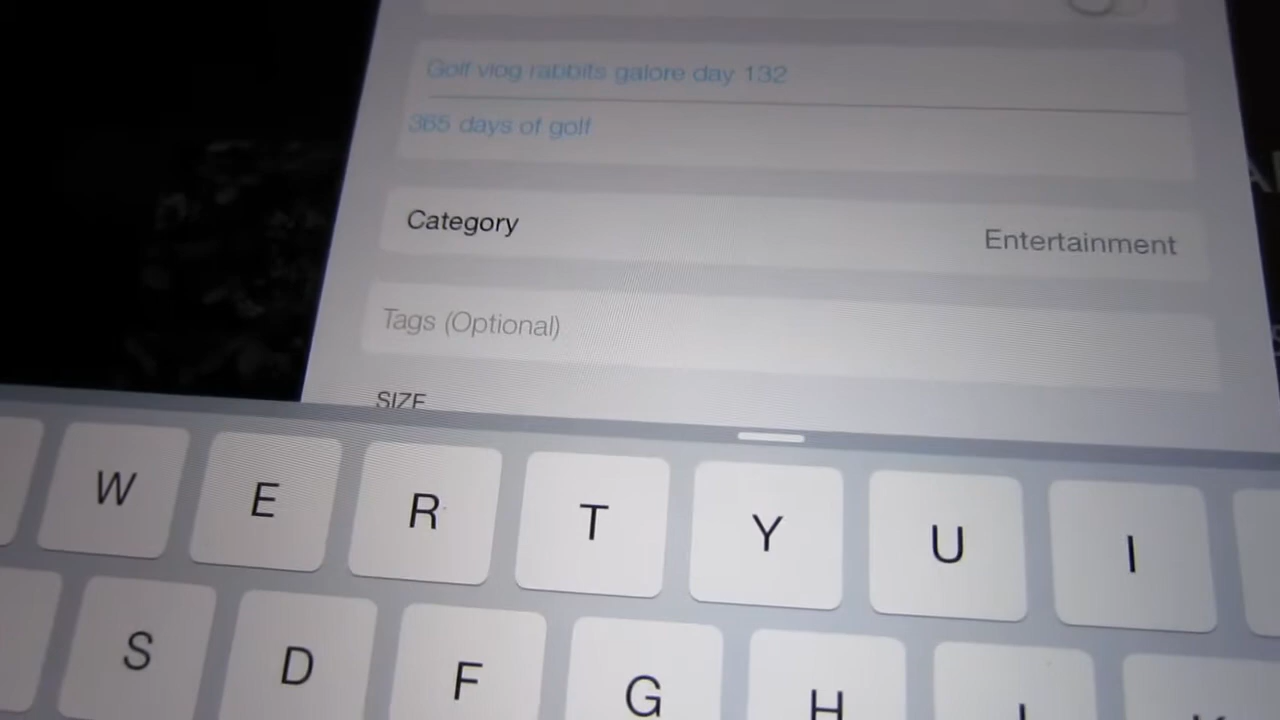 Golf vlog rabbits galore day 132
365 days of golf
Category Entertainment
Tags (Optional)
SIZE
W E R T Y U I
S D F G H